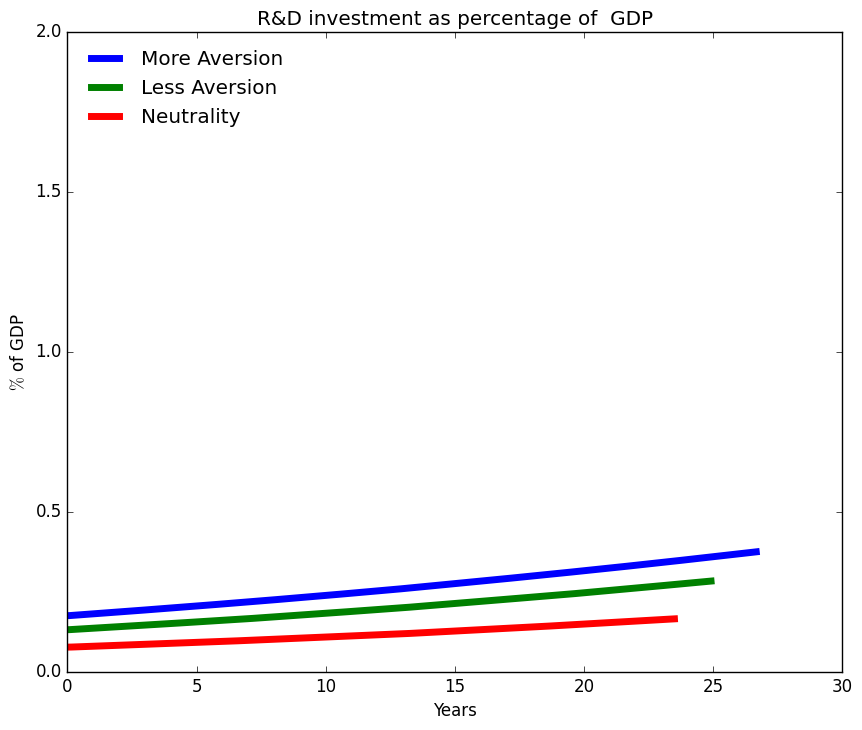 R&D investment as percentage of  GDP
2.0
1.5
1.0
0.5
0.0
% of GDP
More Aversion
Less Aversion
Neutrality
0 5 10 15 20 25 30
Years